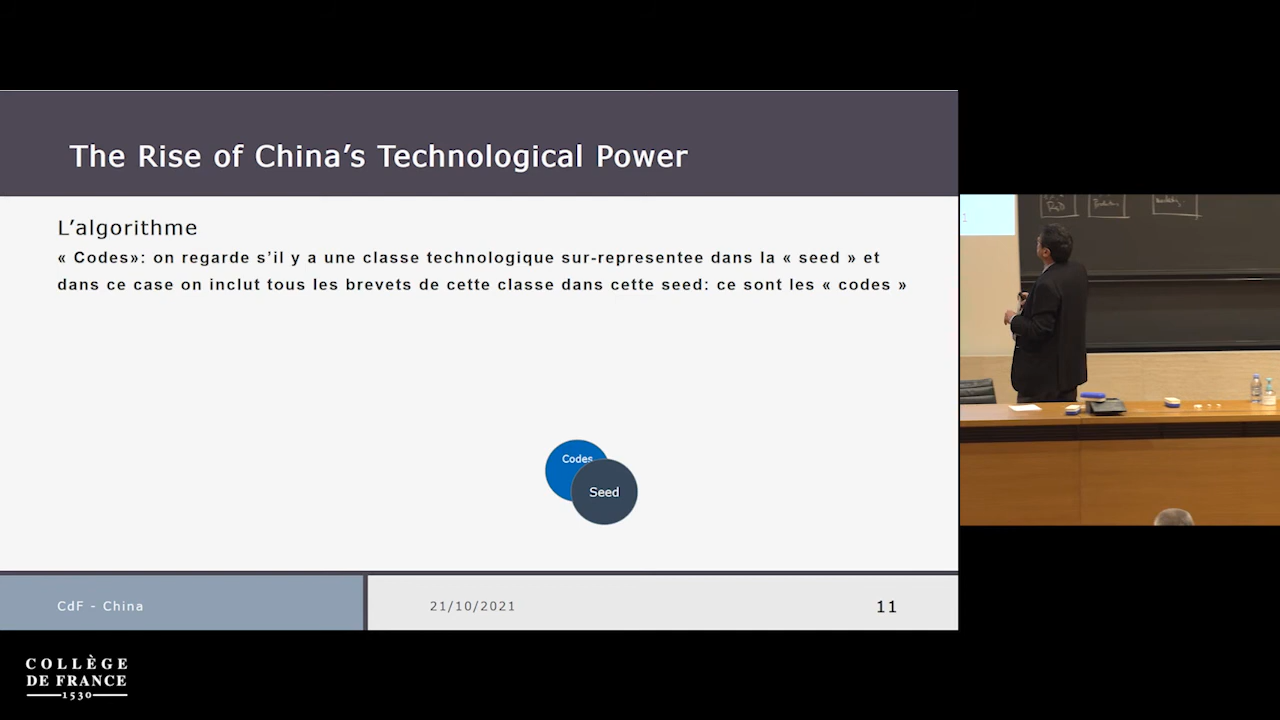 The Rise of China’s Technological Power
L’algorithme
« Codes»: on regarde s’il y a une classe technologique sur-representee dans la « seed » et
dans ce case on inclut tous les brevets de cette classe dans cette seed: ce sont les « codes »
Codes
Seed
CdF - China
21/10/2021
11
COLLÈGE
DE FRANCE
1530